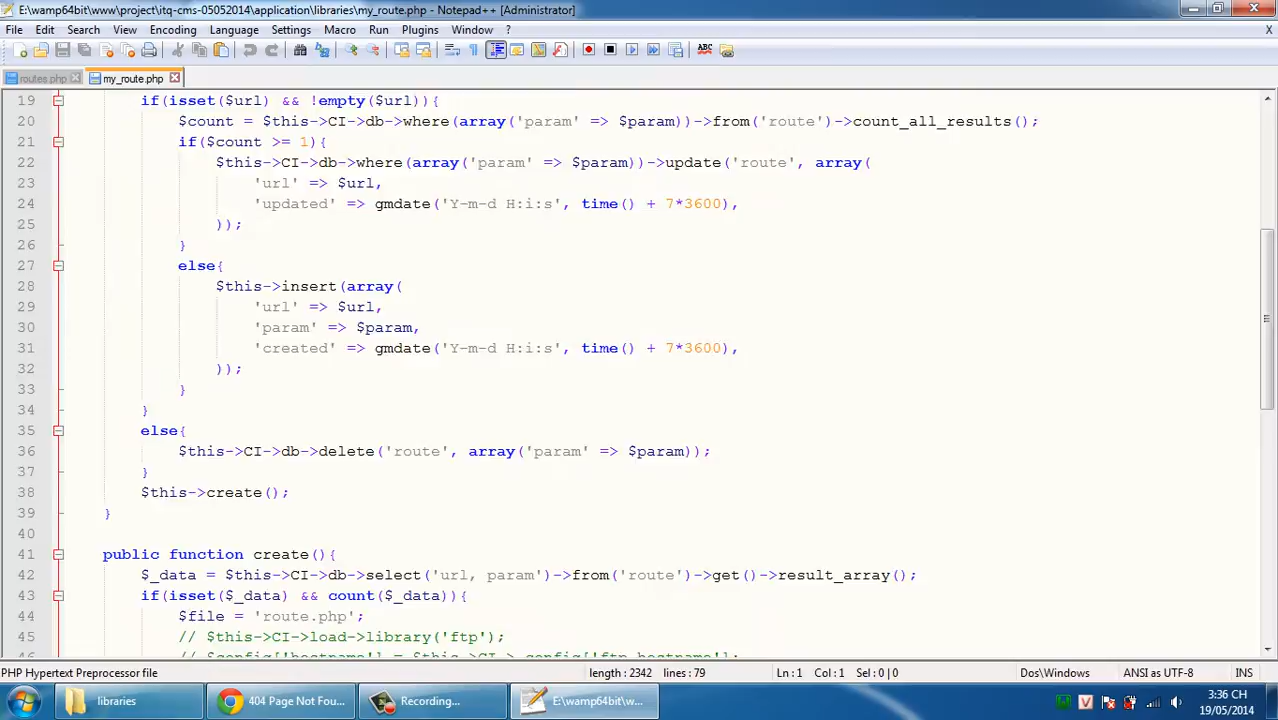 E:\wamp64bit\www\project\itq-cms-05052014\application\libraries\my_route.php - Notepad++ [Administrator]
File Edit Search View Encoding Language Settings Macro Run Plugins Window ? X
ABC
routes.php my_route.php
19 if(isset($url) && !empty($url)){
20 $count = $this->CI->db->where(array('param' => $param))->from('route')->count_all_results();
21 if($count >= 1){
22 $this->CI->db->where(array('param' => $param))->update('route', array(
23 'url' => $url,
24 'updated' => gmdate('Y-m-d H:i:s', time() + 7*3600),
25 ));
26 }
27 else{
28 $this->insert(array(
29 'url' => $url,
30 'param' => $param,
31 'created' => gmdate('Y-m-d H:i:s', time() + 7*3600),
32 ));
33 }
34 }
35 else{
36 $this->CI->db->delete('route', array('param' => $param));
37 }
38 $this->create();
39 }
40
41 public function create(){
42 $_data = $this->CI->db->select('url, param')->from('route')->get()->result_array();
43 if(isset($_data) && count($_data)){
44 $file = 'route.php';
45 // $this->CI->load->library('ftp');
46 // $config['hostname'] = $this->CI->config['ftp_hostname'];
PHP Hypertext Preprocessor file length : 2342 lines : 79 Ln : 1 Col : 1 Sel : 0 | 0 Dos\Windows ANSI as UTF-8 INS
libraries 404 Page Not Fou... Recording... E:\wamp64bit\w... V 3:36 CH
19/05/2014